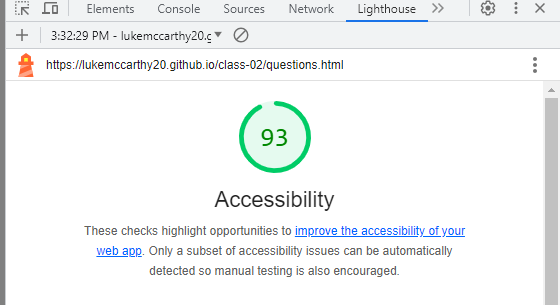 Elements Console Sources Network Lighthouse
3:32:29 PM - lukemccarthy20.g
https://lukemccarthy20.github.io/class-02/questions.html
93
Accessibility
These checks highlight opportunities to improve the accessibility of your
web app. Only a subset of accessibility issues can be automatically
detected so manual testing is also encouraged.